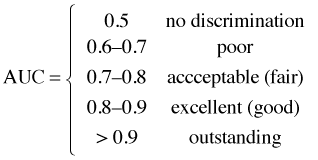 0.5 no discrimination
0.6–0.7 poor
AUC = 0.7–0.8 accceptable (fair)
0.8–0.9 excellent (good)
> 0.9 outstanding